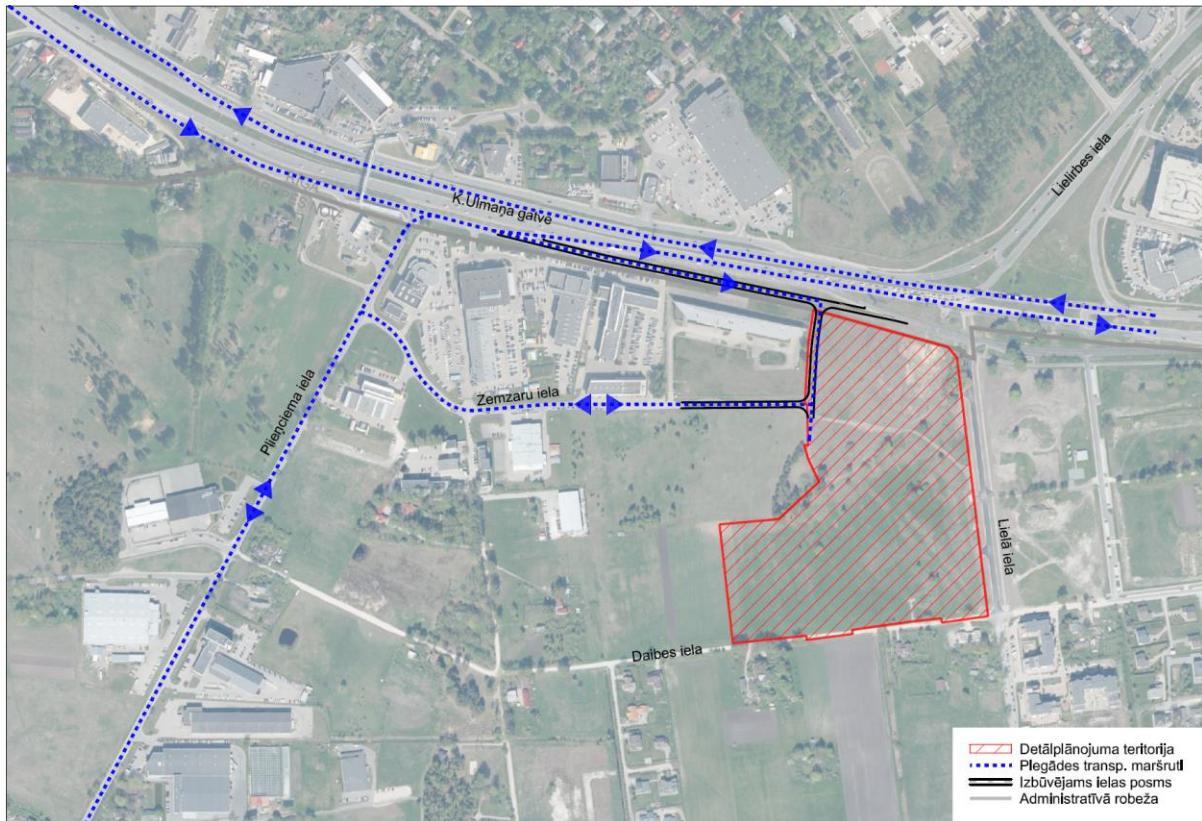 Lielirbes iela
K.Ulmaņa gatve
Zemzaru iela
Plieņciema iela
Lielā iela
Daibes iela
Detālplānojuma teritorija
Piegādes transp. maršruti
Izbūvējams ielas posms
Administratīvā robeža